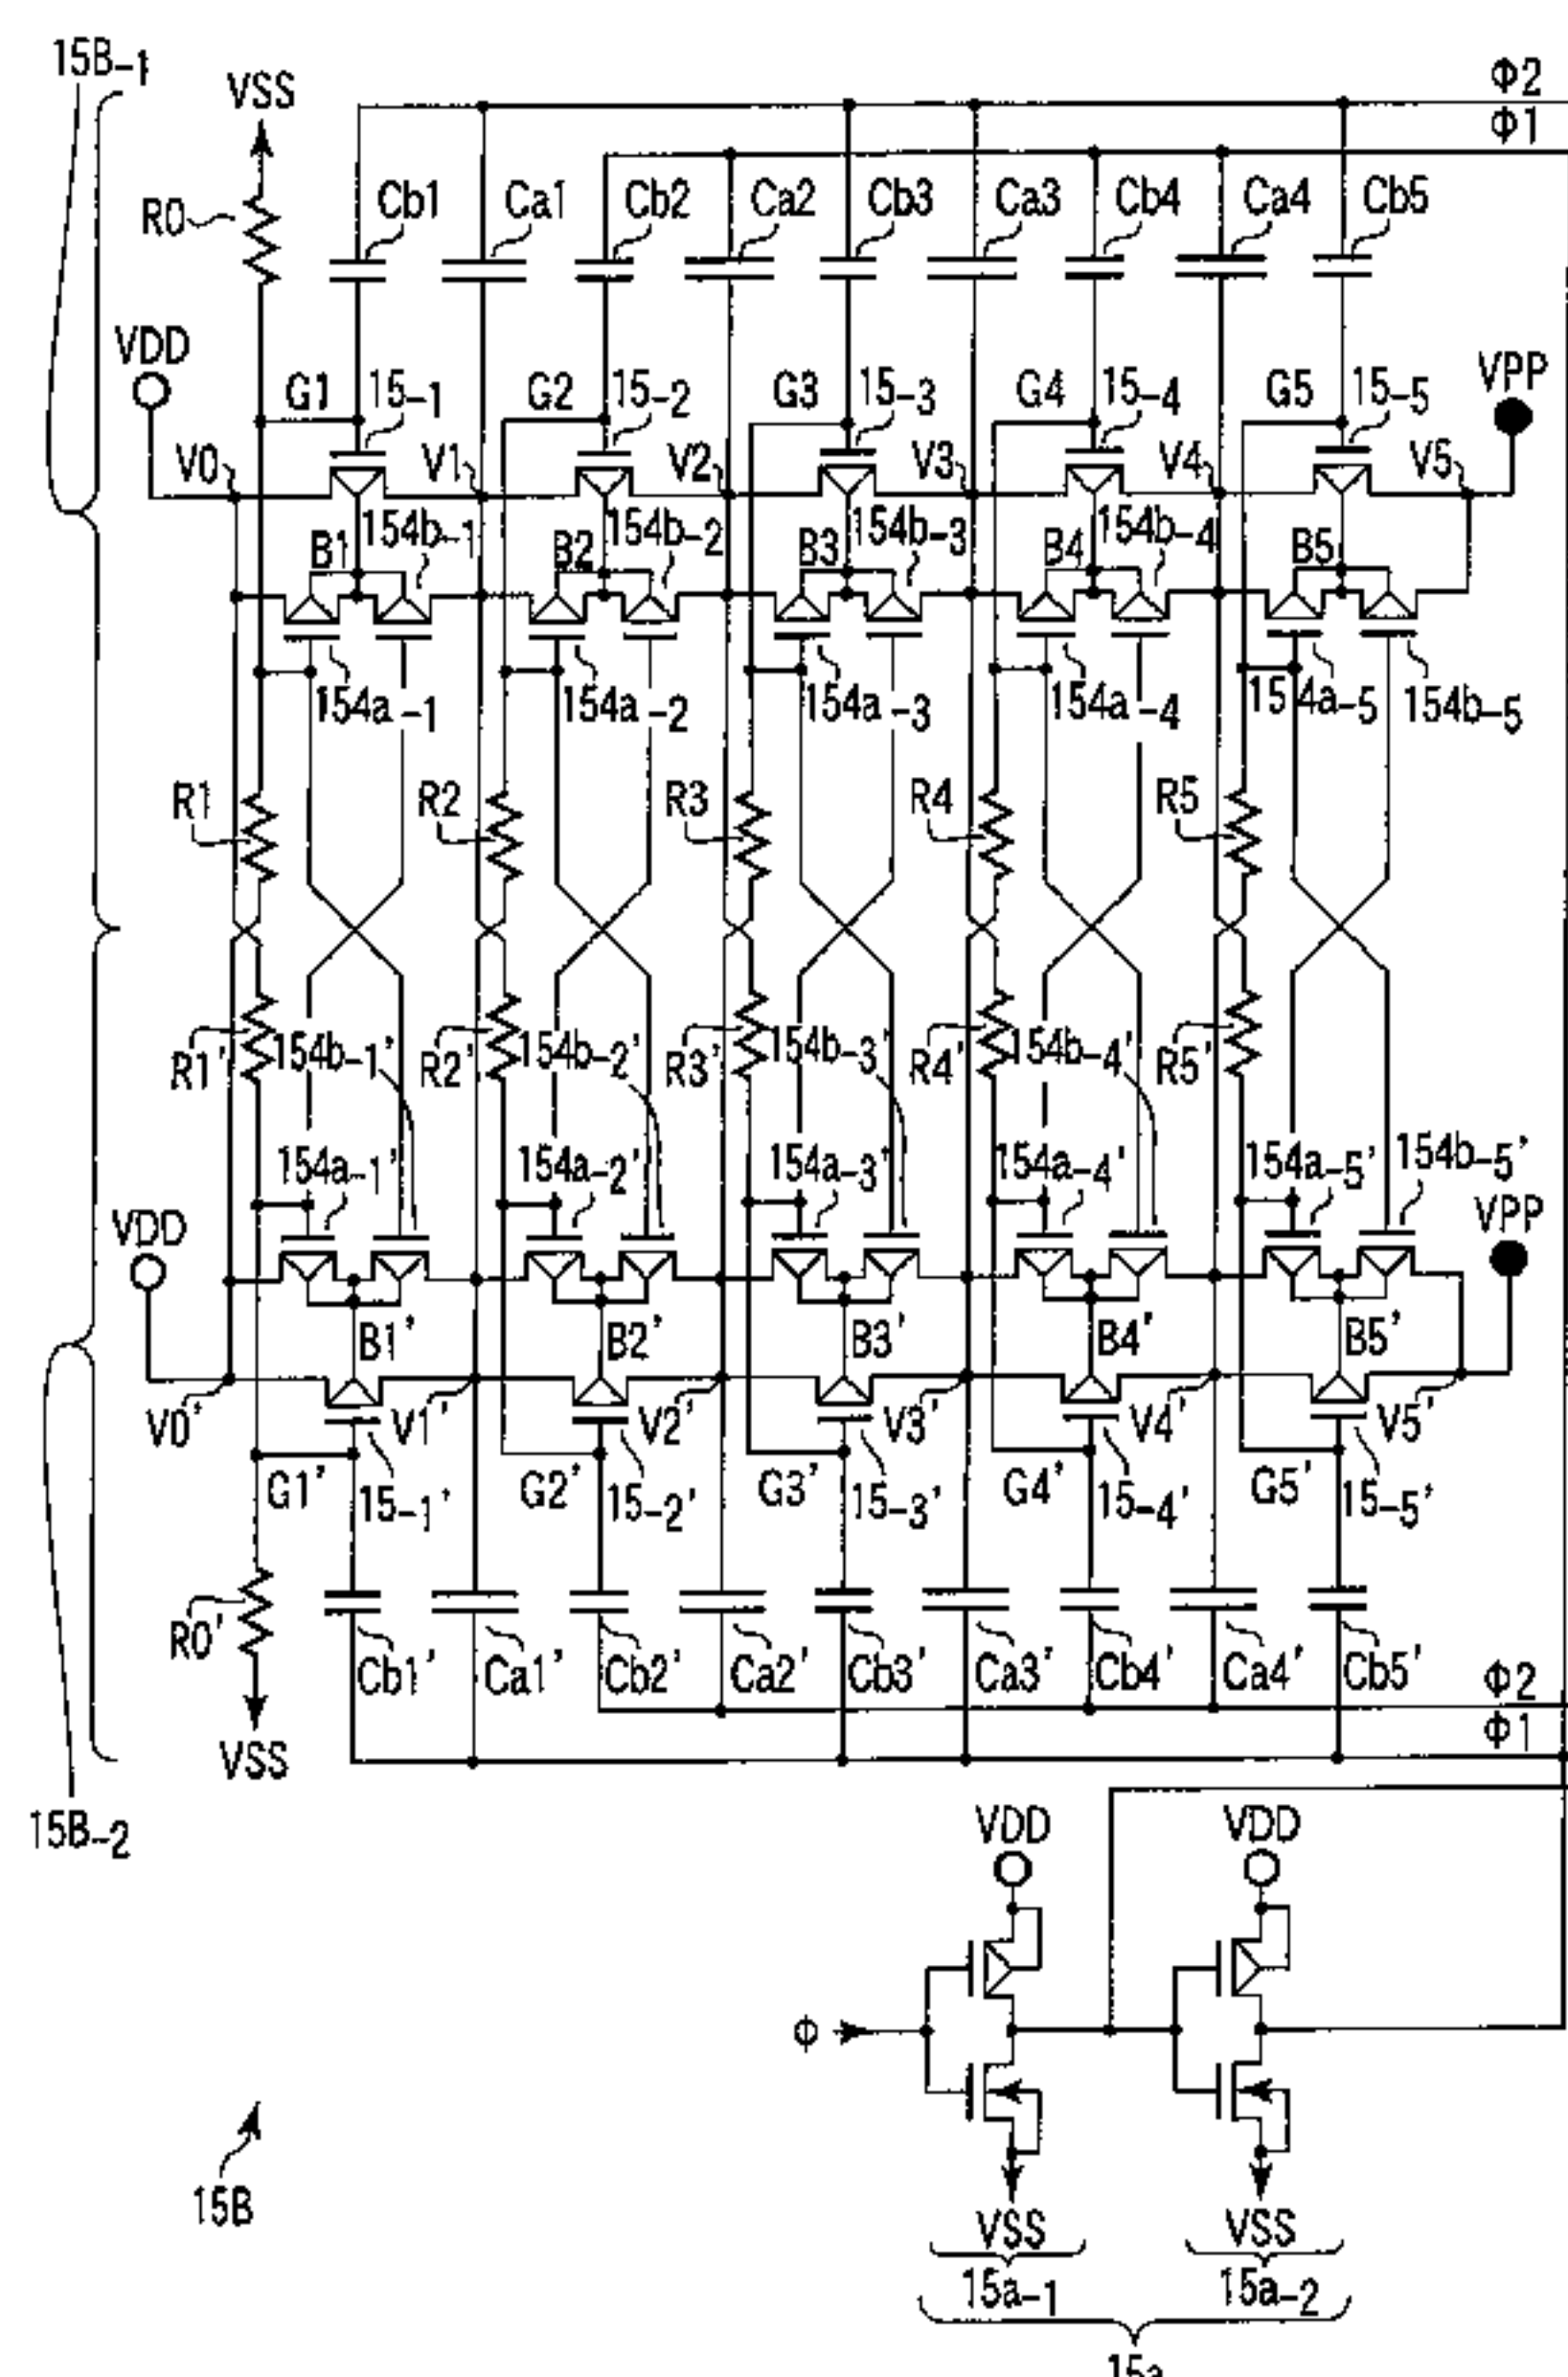 15B-1
VSS
Φ2
Φ1
R0
Cb1 Ca1 Cb2 Ca2 Cb3 Ca3 Cb4 Ca4 Cb5
VDD
G1 15-1 G2 15-2 G3 15-3 G4 15-4 G5 15-5
VPP
V0 V1 V2 V3 V4 V5
B1 154b-1 B2 154b-2 B3 154b-3 B4 154b-4 B5
154a-1 154a-2 154a-3 154a-4 154a-5 154b-5
R1 R2 R3 R4 R5
R1' 154b-1' R2' 154b-2' R3' 154b-3' R4' 154b-4' R5'
154a-1' 154a-2' 154a-3' 154a-4' 154a-5' 154b-5'
VDD VPP
B1' B2' B3' B4' B5'
V0' V1' V2' V3' V4' V5'
G1' 15-1' G2' 15-2' G3' 15-3' G4' 15-4' G5' 15-5'
R0'
Cb1' Ca1' Cb2' Ca2' Cb3' Ca3' Cb4' Ca4' Cb5'
Φ2
Φ1
VSS
15B-2
VDD VDD
Φ
15B
VSS VSS
15a-1 15a-2
15a